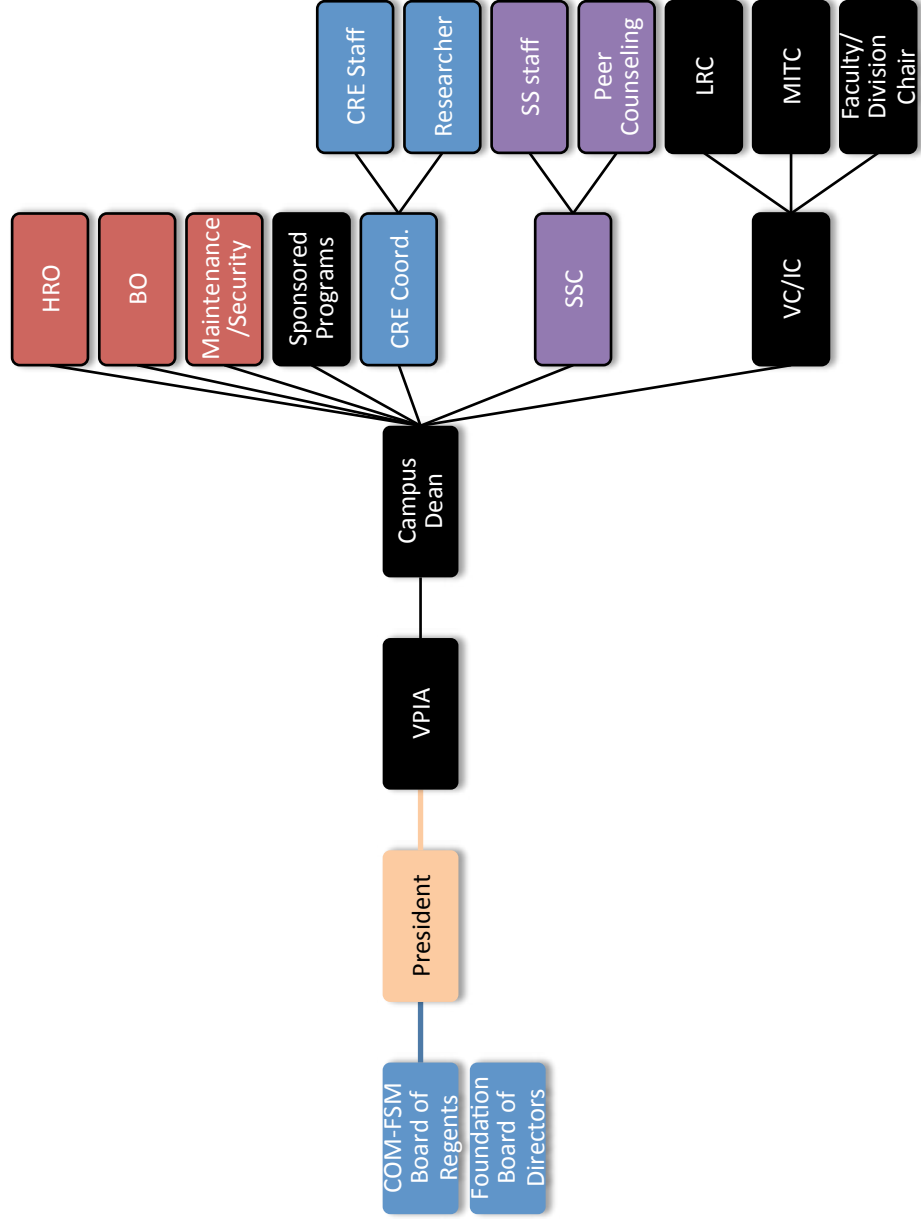 COM-FSM
Board of
Regents
Foundation
Board of
Directors
President
VPIA
Campus
Dean
HRO
BO
Maintenance
/Security
Sponsored
Programs
CRE Coord.
CRE Staff
Researcher
SSC
SS staff
Peer
Counseling
VC/IC
LRC
MITC
Faculty/
Division
Chair